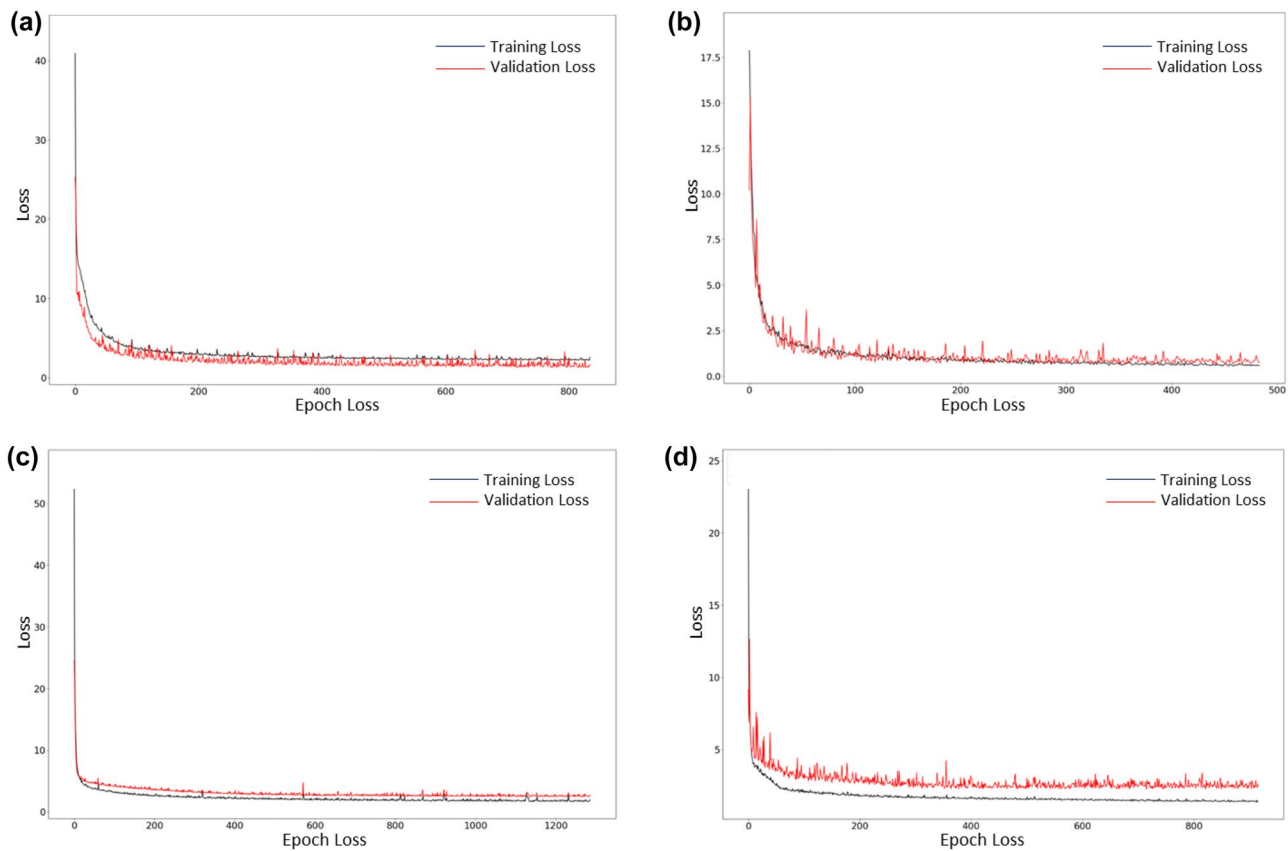 (a)
Training Loss
Validation Loss
40
30
20
10
0
Loss
0 200 400 600 800
Epoch Loss
(b)
Training Loss
Validation Loss
17.5
15.0
12.5
10.0
7.5
5.0
2.5
0.0
Loss
0 100 200 300 400 500
Epoch Loss
(c)
Training Loss
Validation Loss
50
40
30
20
10
0
Loss
0 200 400 600 800 1000 1200
Epoch Loss
(d)
Training Loss
Validation Loss
25
20
15
10
5
Loss
0 200 400 600 800
Epoch Loss